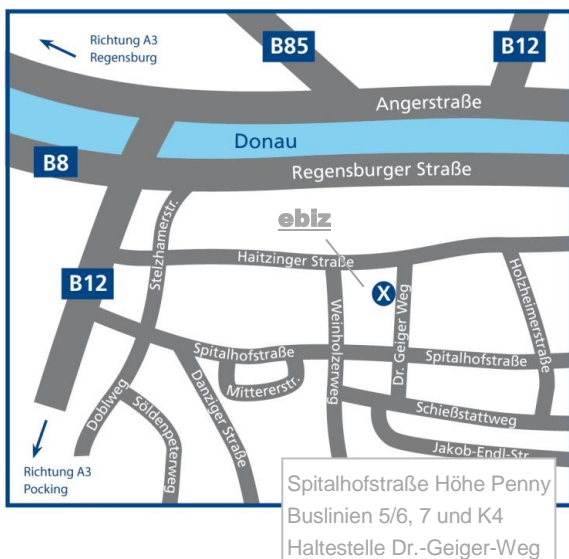 Richtung A3
Regensburg
B85
B12
Angerstraße
Donau
B8
Regensburger Straße
Stelzhamerstr.
ebiz
Haitzinger Straße
B12
X
Weinholzerweg
Dr. Geiger Weg
Holzheimerstraße
Spitalhofstraße
Spitalhofstraße
Mittererstr.
Danziger Straße
Doblweg
Söldenpeterweg
Schießstattweg
Jakob-Endl-Str.
Richtung A3
Pocking
Spitalhofstraße Höhe Penny
Buslinien 5/6, 7 und K4
Haltestelle Dr.-Geiger-Weg